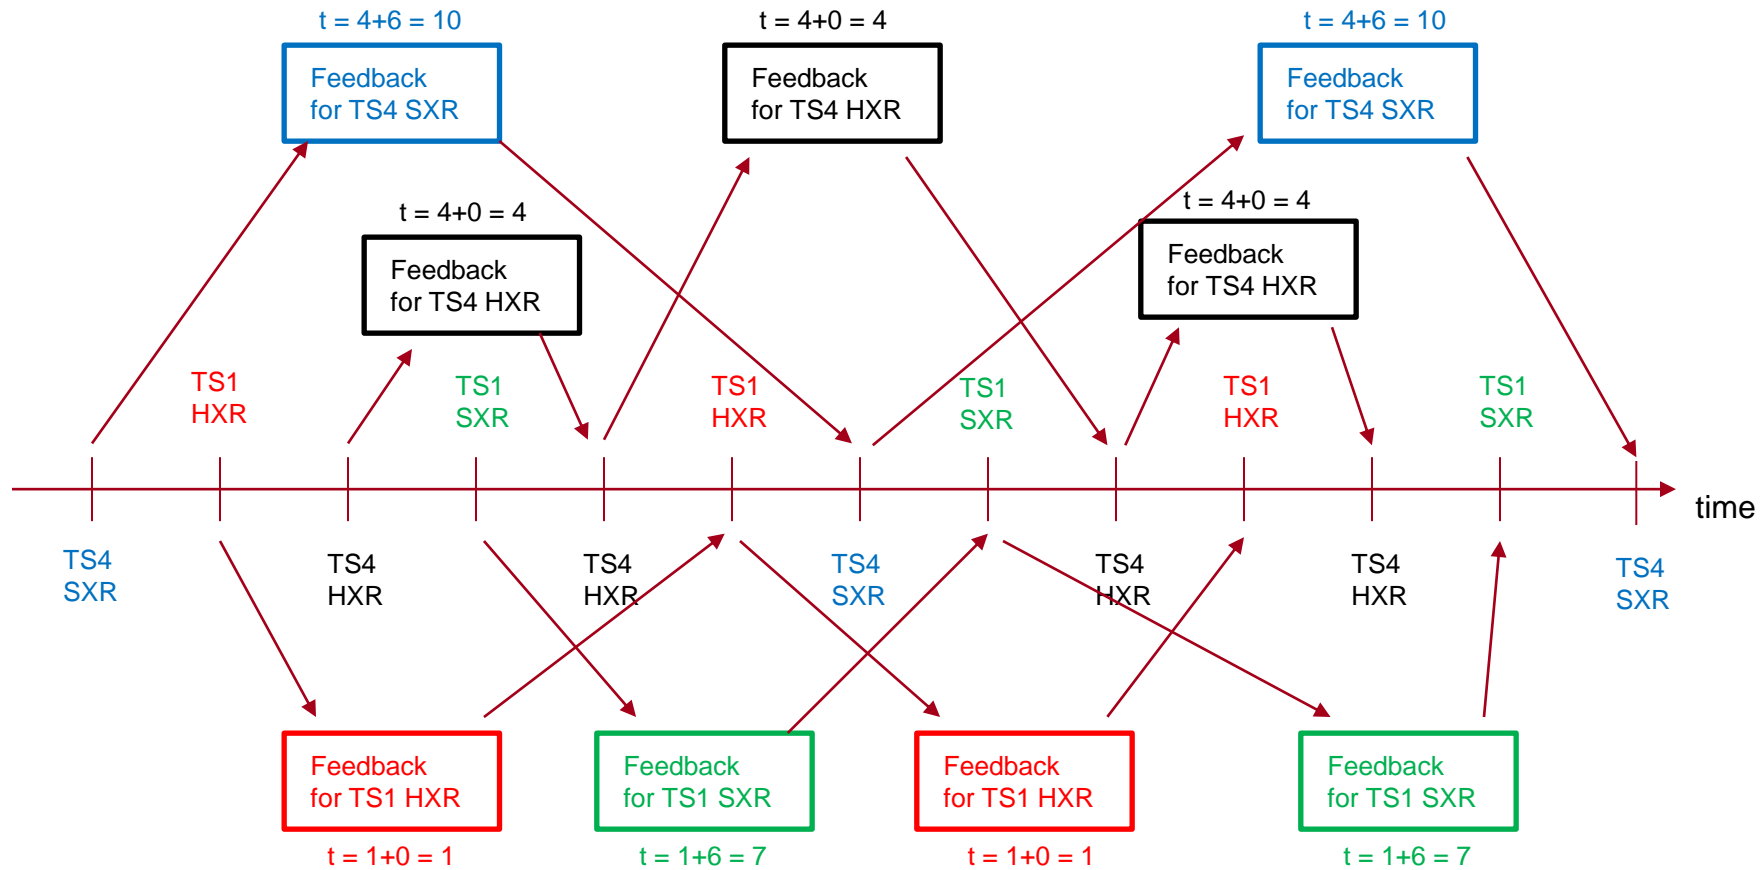 t = 4+6 = 10
t = 4+0 = 4
t = 4+6 = 10
Feedback
for TS4 SXR
Feedback
for TS4 HXR
Feedback
for TS4 SXR
t = 4+0 = 4
t = 4+0 = 4
Feedback
for TS4 HXR
Feedback
for TS4 HXR
TS1
HXR
TS1
SXR
TS1
HXR
TS1
SXR
TS1
HXR
TS1
SXR
time
TS4
SXR
TS4
HXR
TS4
HXR
TS4
SXR
TS4
HXR
TS4
HXR
TS4
SXR
Feedback
for TS1 HXR
Feedback
for TS1 SXR
Feedback
for TS1 HXR
Feedback
for TS1 SXR
t = 1+0 = 1
t = 1+6 = 7
t = 1+0 = 1
t = 1+6 = 7